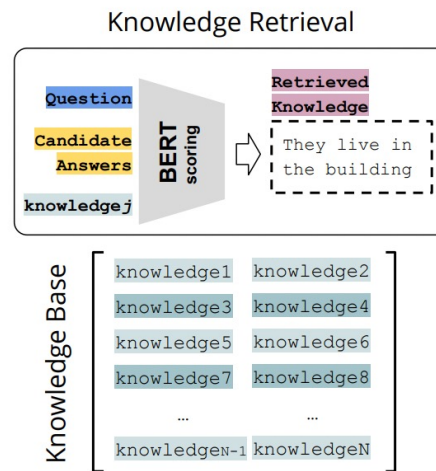 Knowledge Retrieval
Question
Candidate
Answers
knowledgej
BERT
scoring
Retrieved
Knowledge
They live in
the building
Knowledge Base
knowledge1 knowledge2
knowledge3 knowledge4
knowledge5 knowledge6
knowledge7 knowledge8
... ...
knowledgeN-1 knowledgeN